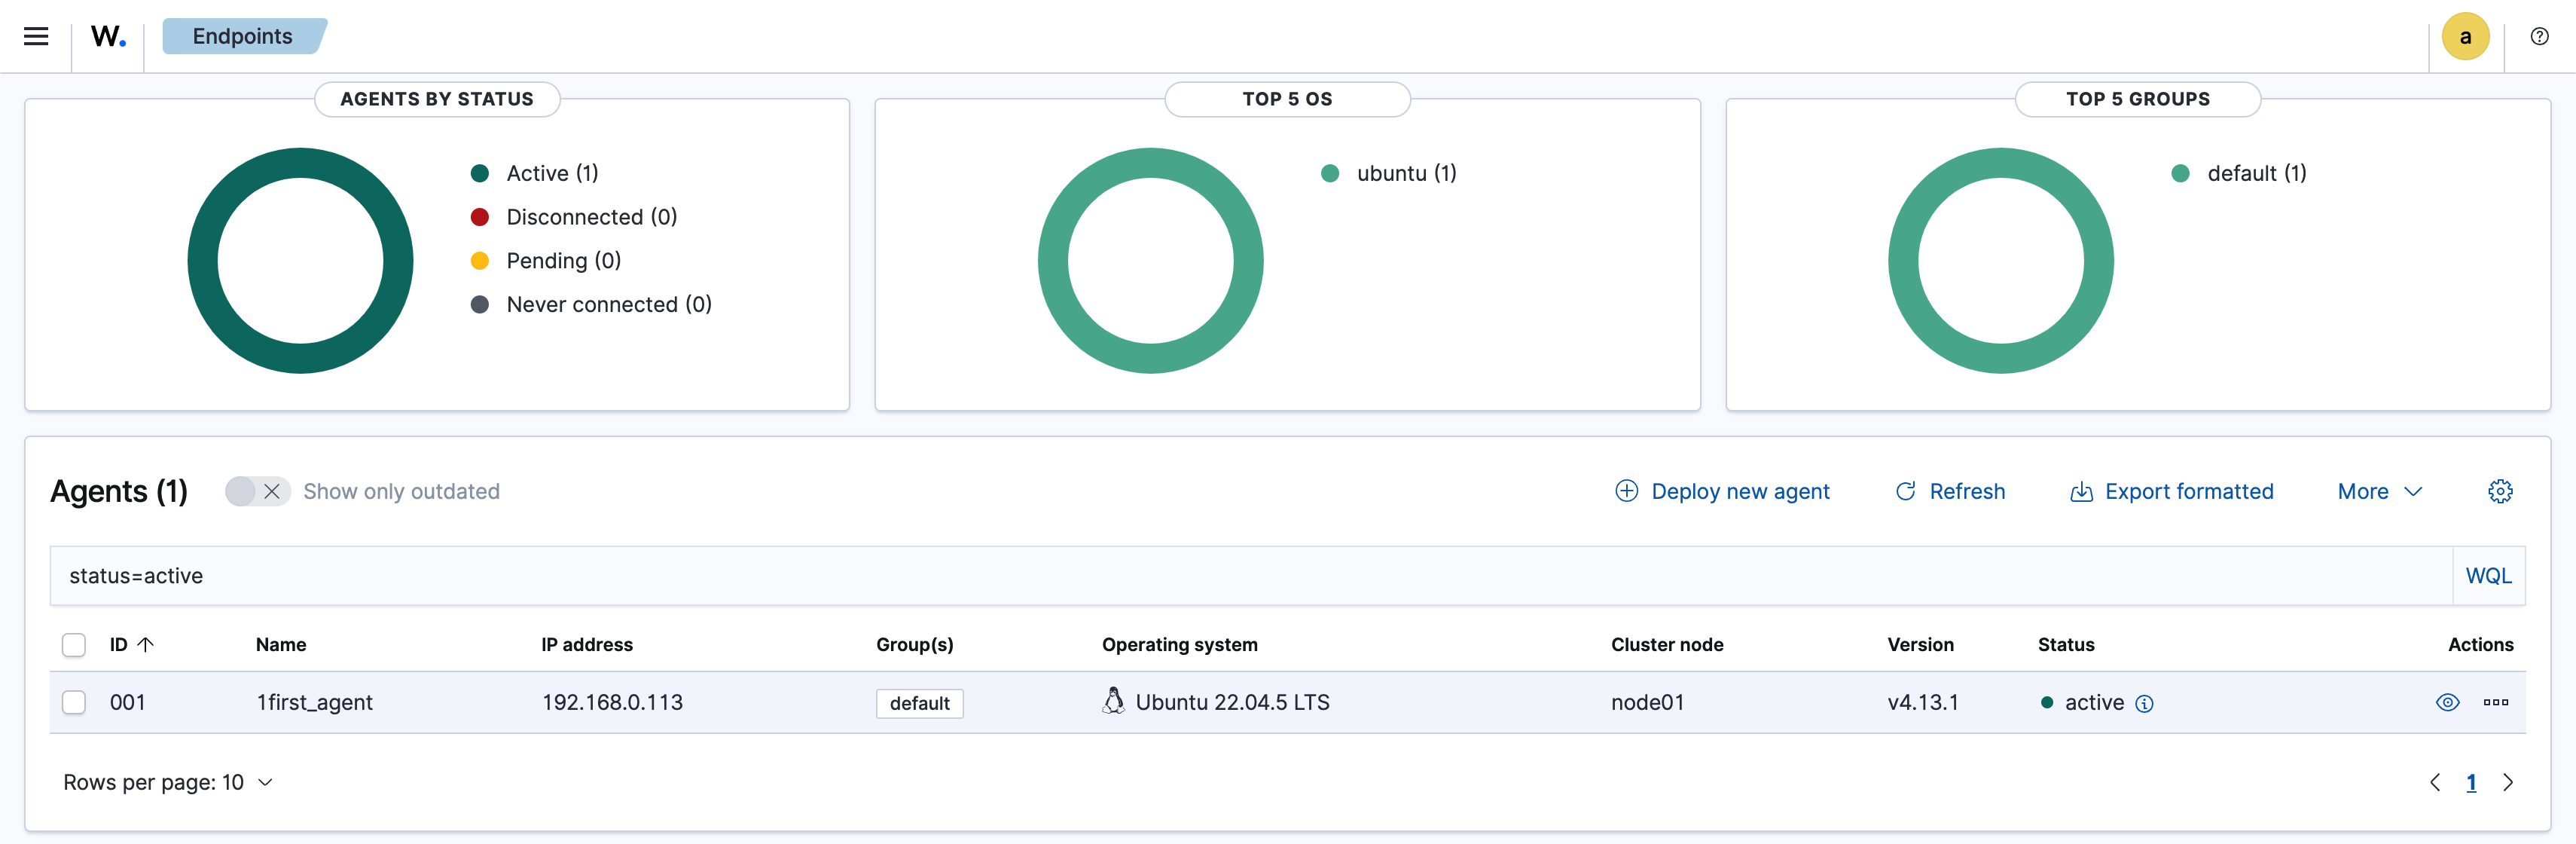 W. Endpoints a
AGENTS BY STATUS
Active (1)
Disconnected (0)
Pending (0)
Never connected (0)
TOP 5 OS
ubuntu (1)
TOP 5 GROUPS
default (1)
Agents (1) Show only outdated Deploy new agent Refresh Export formatted More
status=active WQL
ID Name IP address Group(s) Operating system Cluster node Version Status Actions
001 1first_agent 192.168.0.113 default Ubuntu 22.04.5 LTS node01 v4.13.1 active
Rows per page: 10 1